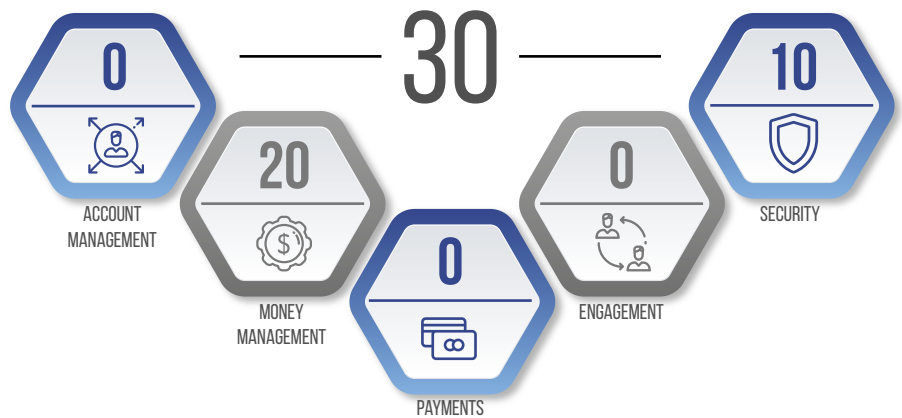 30
0
ACCOUNT
MANAGEMENT
20
$
MONEY
MANAGEMENT
0
PAYMENTS
0
ENGAGEMENT
10
SECURITY